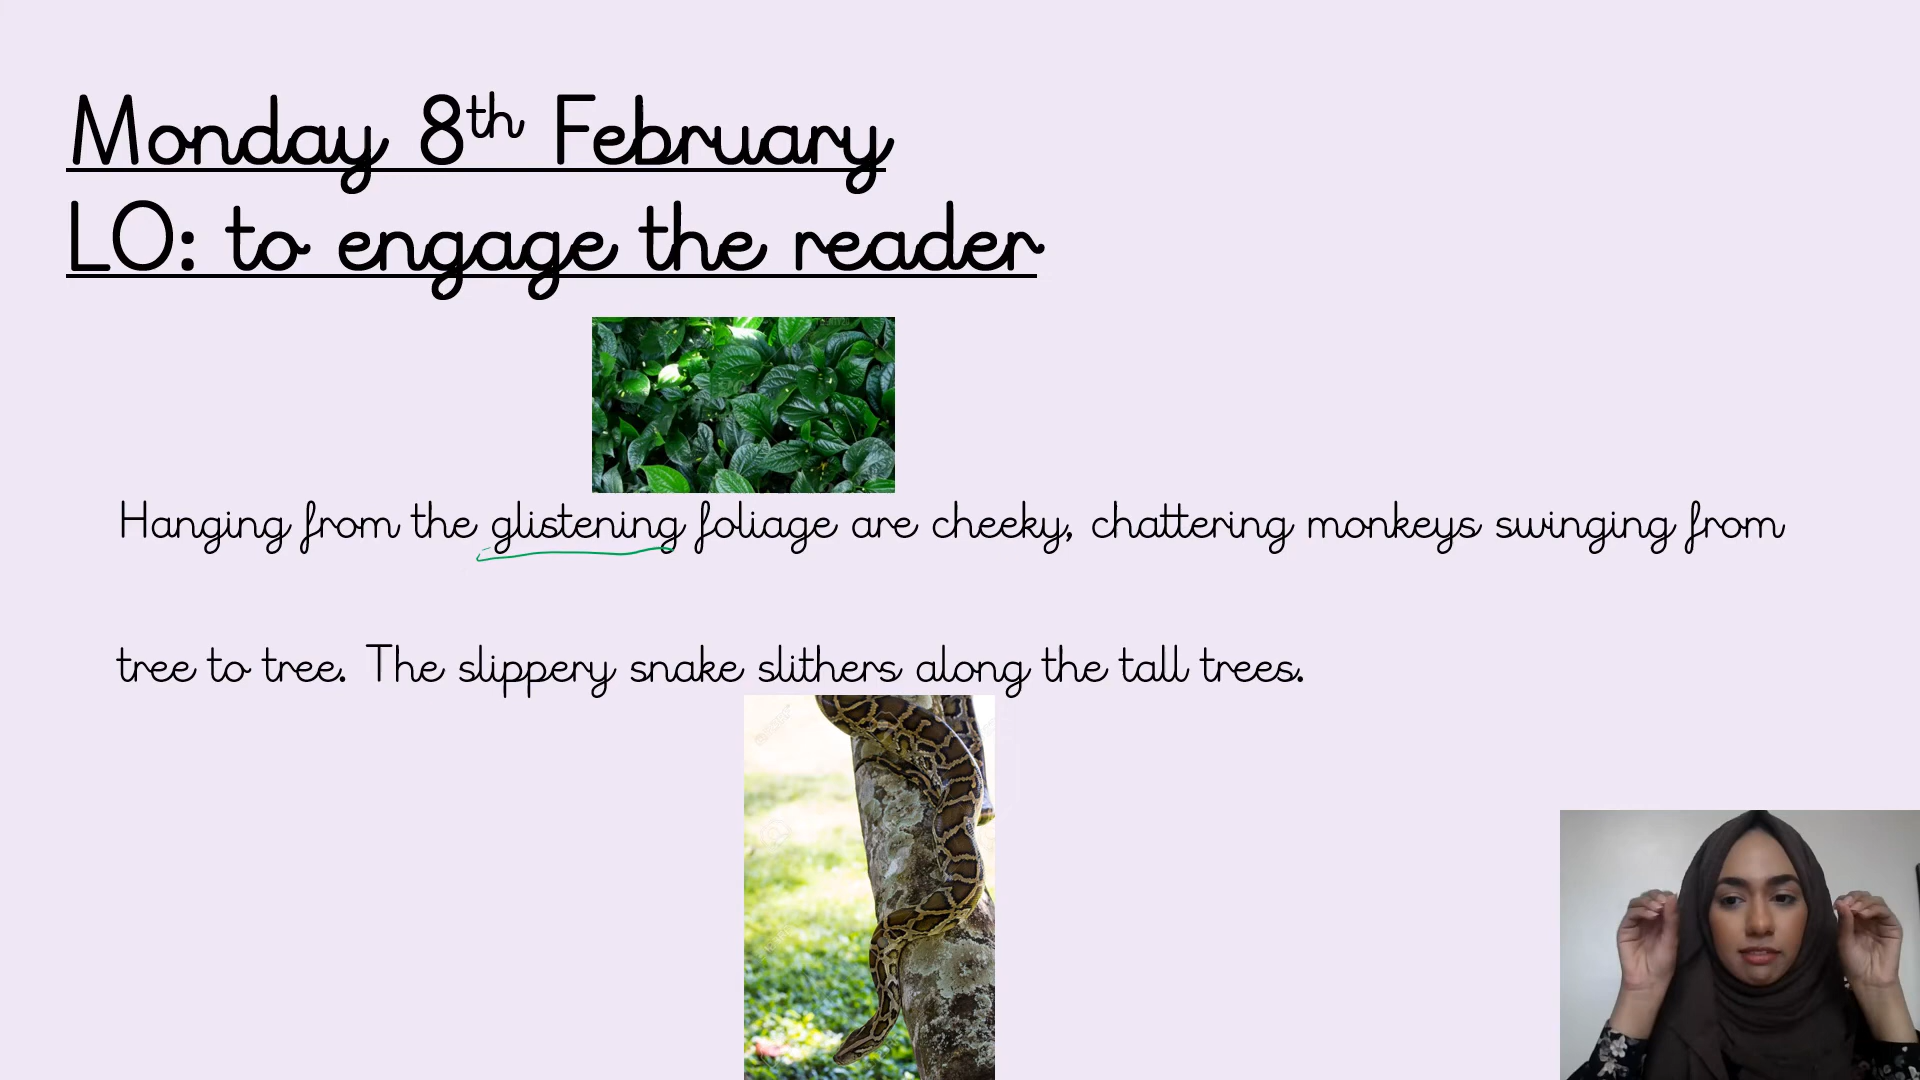 Monday 8th February
LO: to engage the reader
Hanging from the glistening foliage are cheeky, chattering monkeys swinging from
tree to tree. The slippery snake slithers along the tall trees.